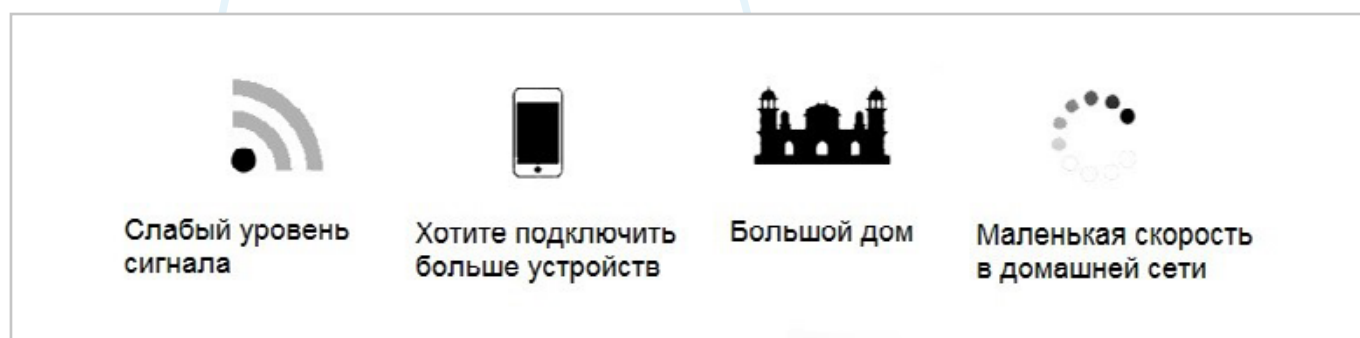 Слабый уровень
сигнала
Хотите подключить
больше устройств
Большой дом
Маленькая скорость
в домашней сети